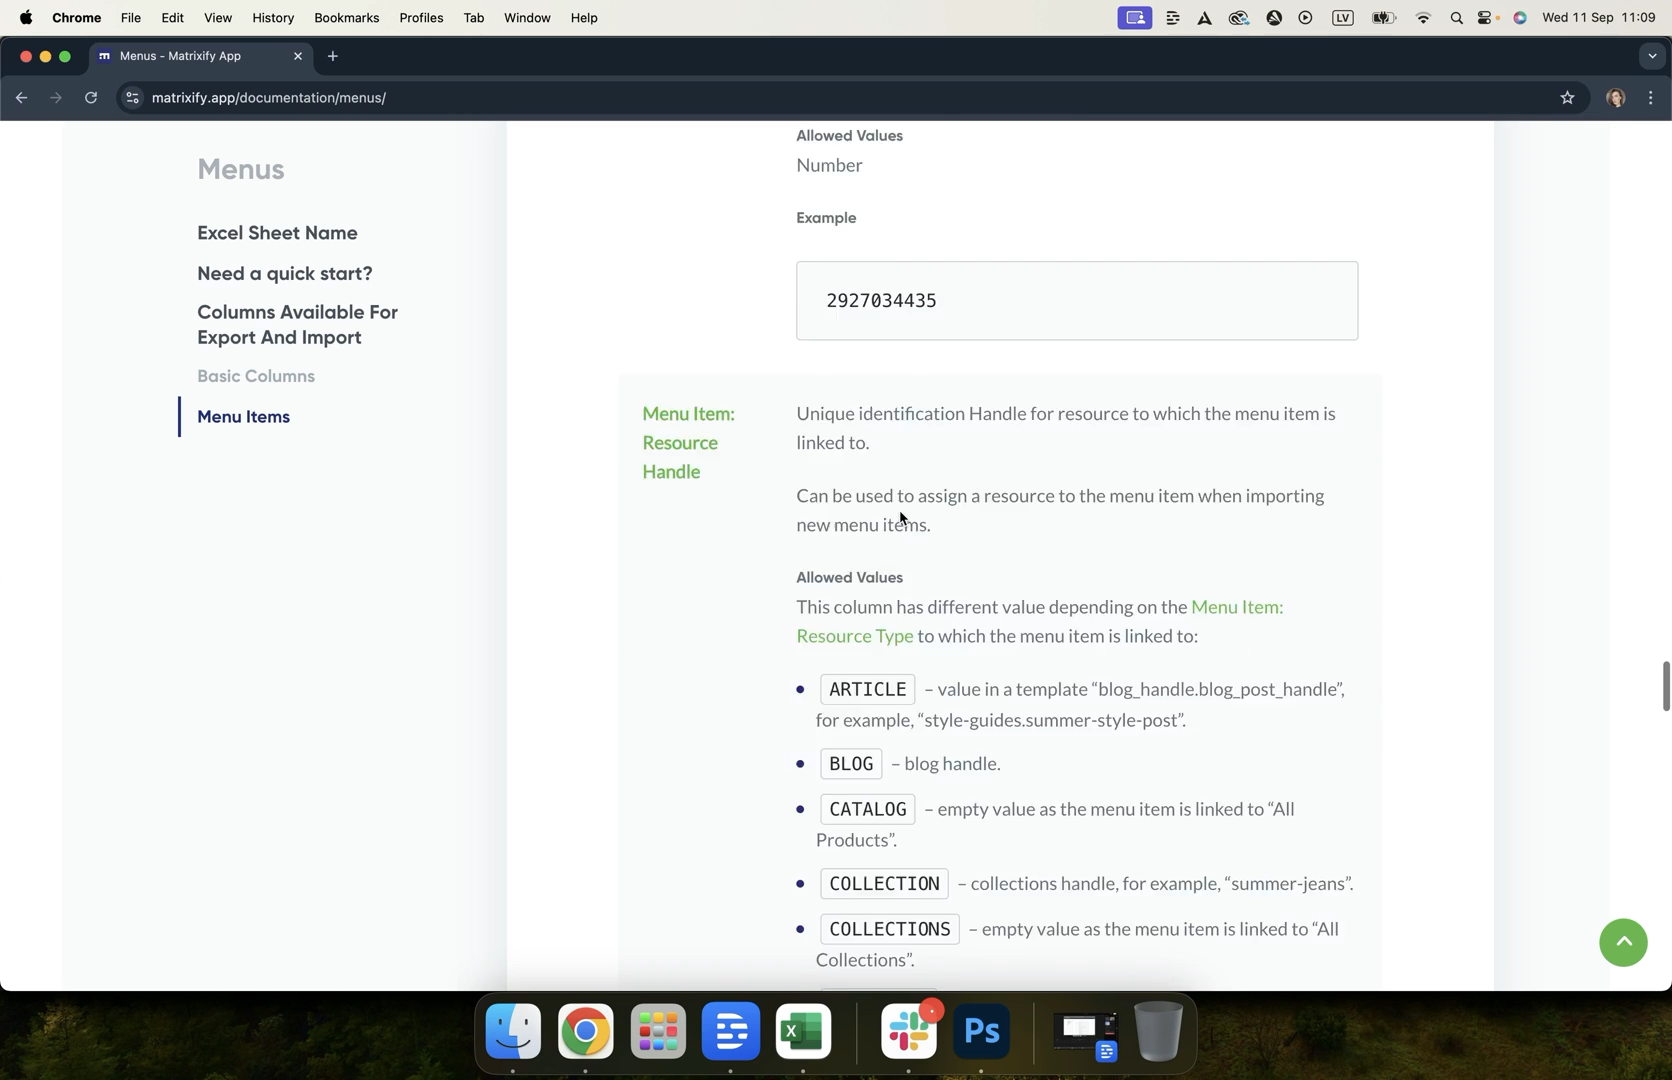 Chrome File Edit View History Bookmarks Profiles Tab Window Help LV Wed 11 Sep 11:09
Menus - Matrixify App
matrixify.app/documentation/menus/
Menus
Excel Sheet Name
Need a quick start?
Columns Available For
Export And Import
Basic Columns
Menu Items
Allowed Values
Number
Example
2927034435
Menu Item:
Resource
Handle
Unique identification Handle for resource to which the menu item is
linked to.
Can be used to assign a resource to the menu item when importing
new menu items.
Allowed Values
This column has different value depending on the Menu Item:
Resource Type to which the menu item is linked to:
ARTICLE – value in a template “blog_handle.blog_post_handle”,
for example, “style-guides.summer-style-post”.
BLOG – blog handle.
CATALOG – empty value as the menu item is linked to “All
Products”.
COLLECTION – collections handle, for example, “summer-jeans”.
COLLECTIONS – empty value as the menu item is linked to “All
Collections”.
X
Ps